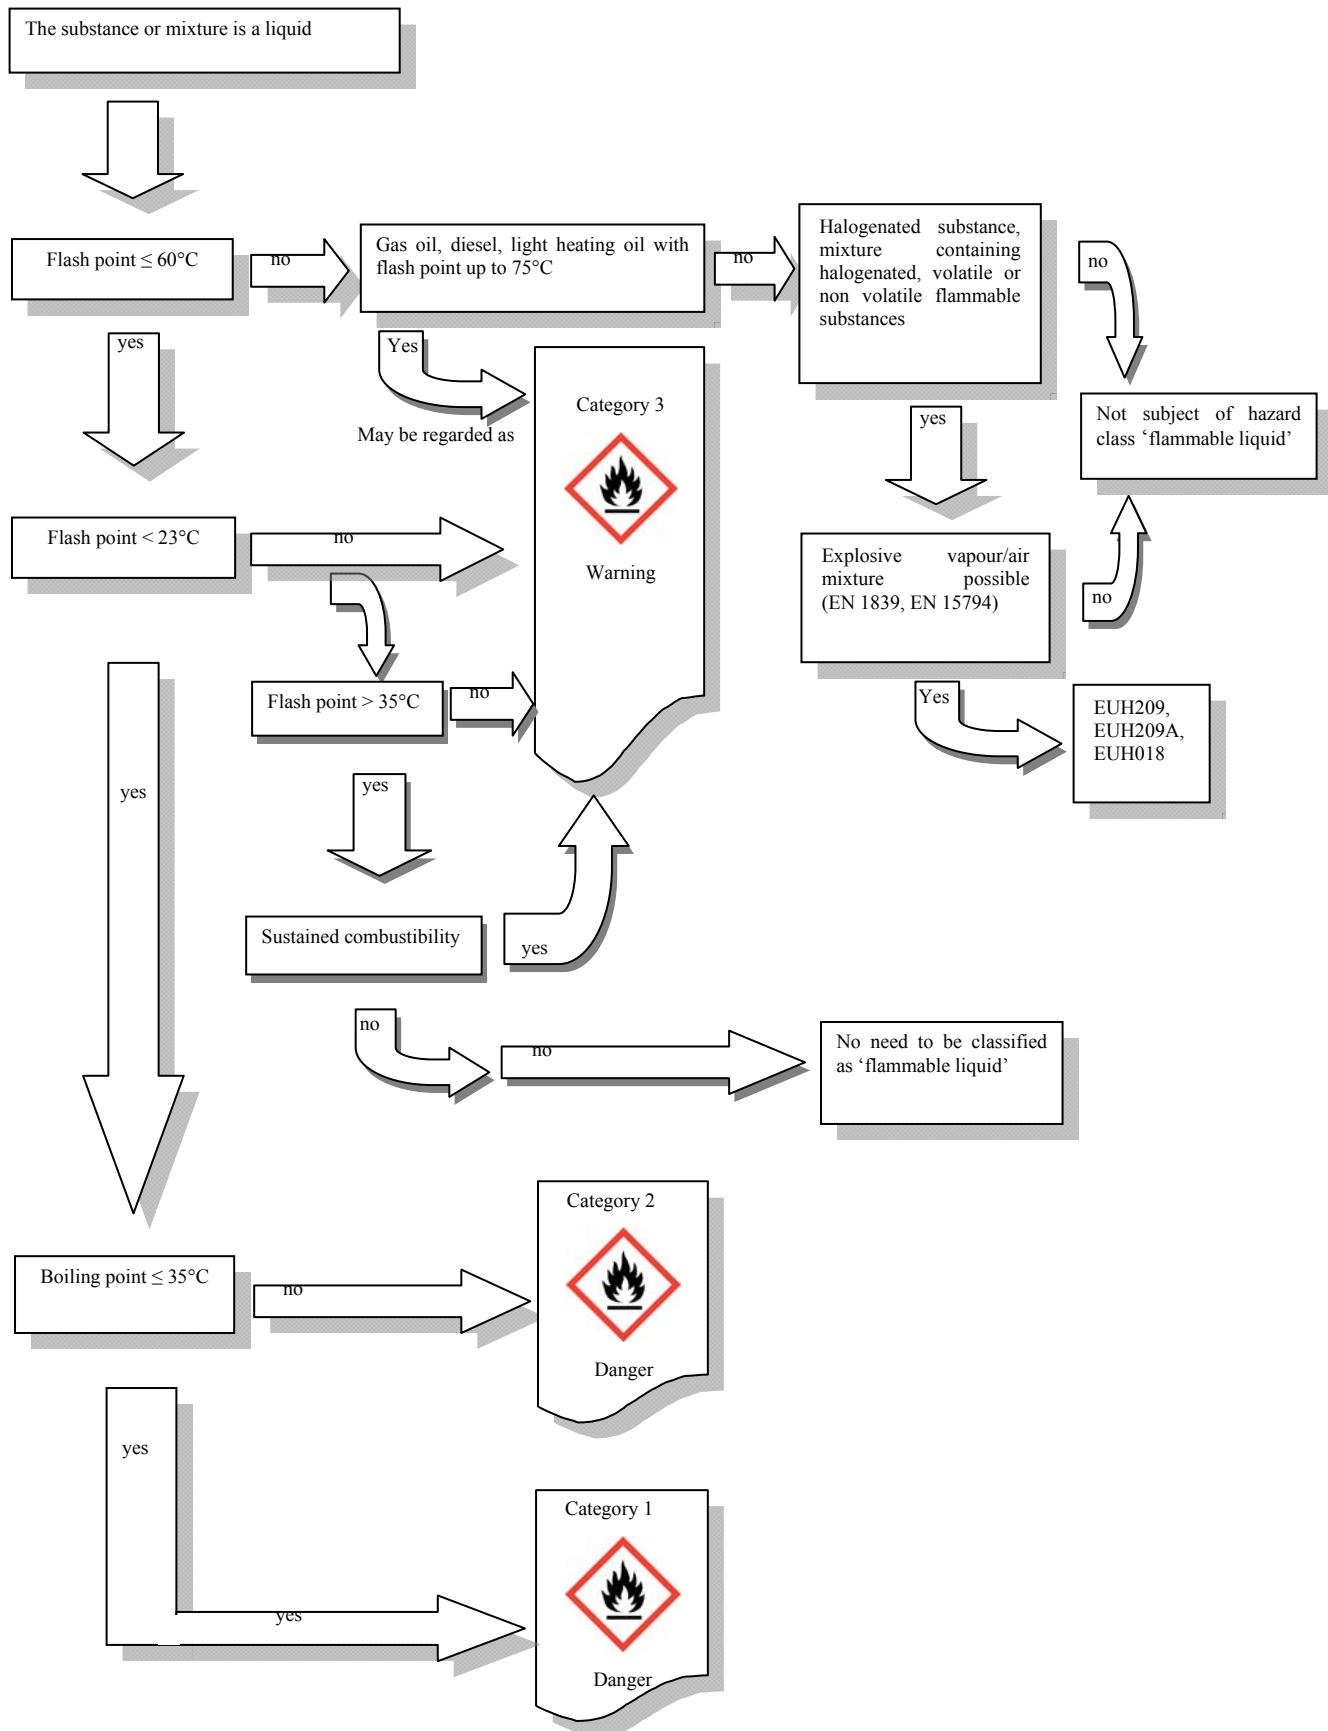 The substance or mixture is a liquid
Flash point ≤ 60°C
no
Gas oil, diesel, light heating oil with
flash point up to 75°C
no
Halogenated substance,
mixture containing
halogenated, volatile or
non volatile flammable
substances
no
yes
Yes
May be regarded as
Category 3
Warning
yes
Not subject of hazard
class ‘flammable liquid’
Flash point < 23°C
no
Explosive vapour/air
mixture possible
(EN 1839, EN 15794)
no
Flash point > 35°C
no
Yes
EUH209,
EUH209A,
EUH018
yes
yes
Sustained combustibility
yes
no
no
No need to be classified
as ‘flammable liquid’
Boiling point ≤ 35°C
no
Category 2
Danger
yes
yes
Category 1
Danger